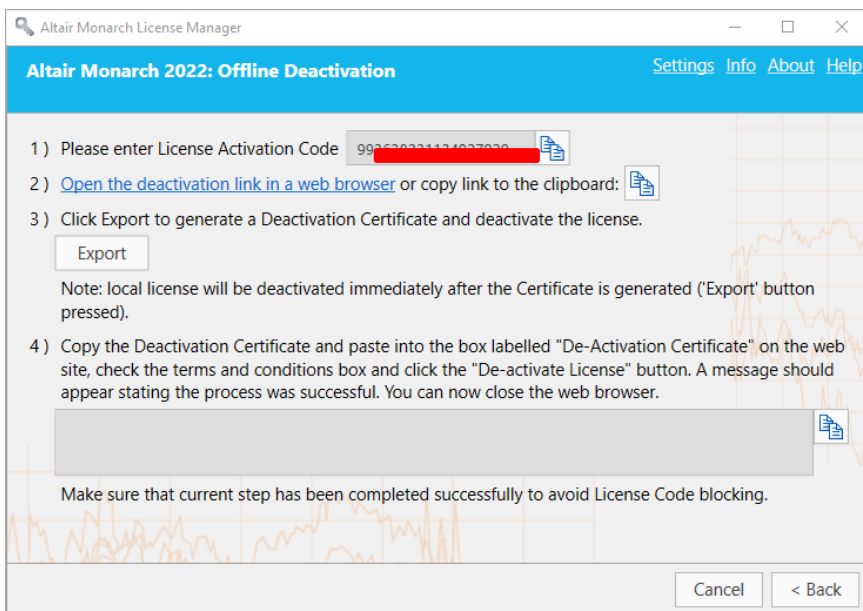 Altair Monarch License Manager
Altair Monarch 2022: Offline Deactivation
Settings Info About Help
1 ) Please enter License Activation Code
2 ) Open the deactivation link in a web browser or copy link to the clipboard:
3 ) Click Export to generate a Deactivation Certificate and deactivate the license.
Export
Note: local license will be deactivated immediately after the Certificate is generated ('Export' button
pressed).
4 ) Copy the Deactivation Certificate and paste into the box labelled "De-Activation Certificate" on the web
site, check the terms and conditions box and click the "De-activate License" button. A message should
appear stating the process was successful. You can now close the web browser.
Make sure that current step has been completed successfully to avoid License Code blocking.
Cancel < Back